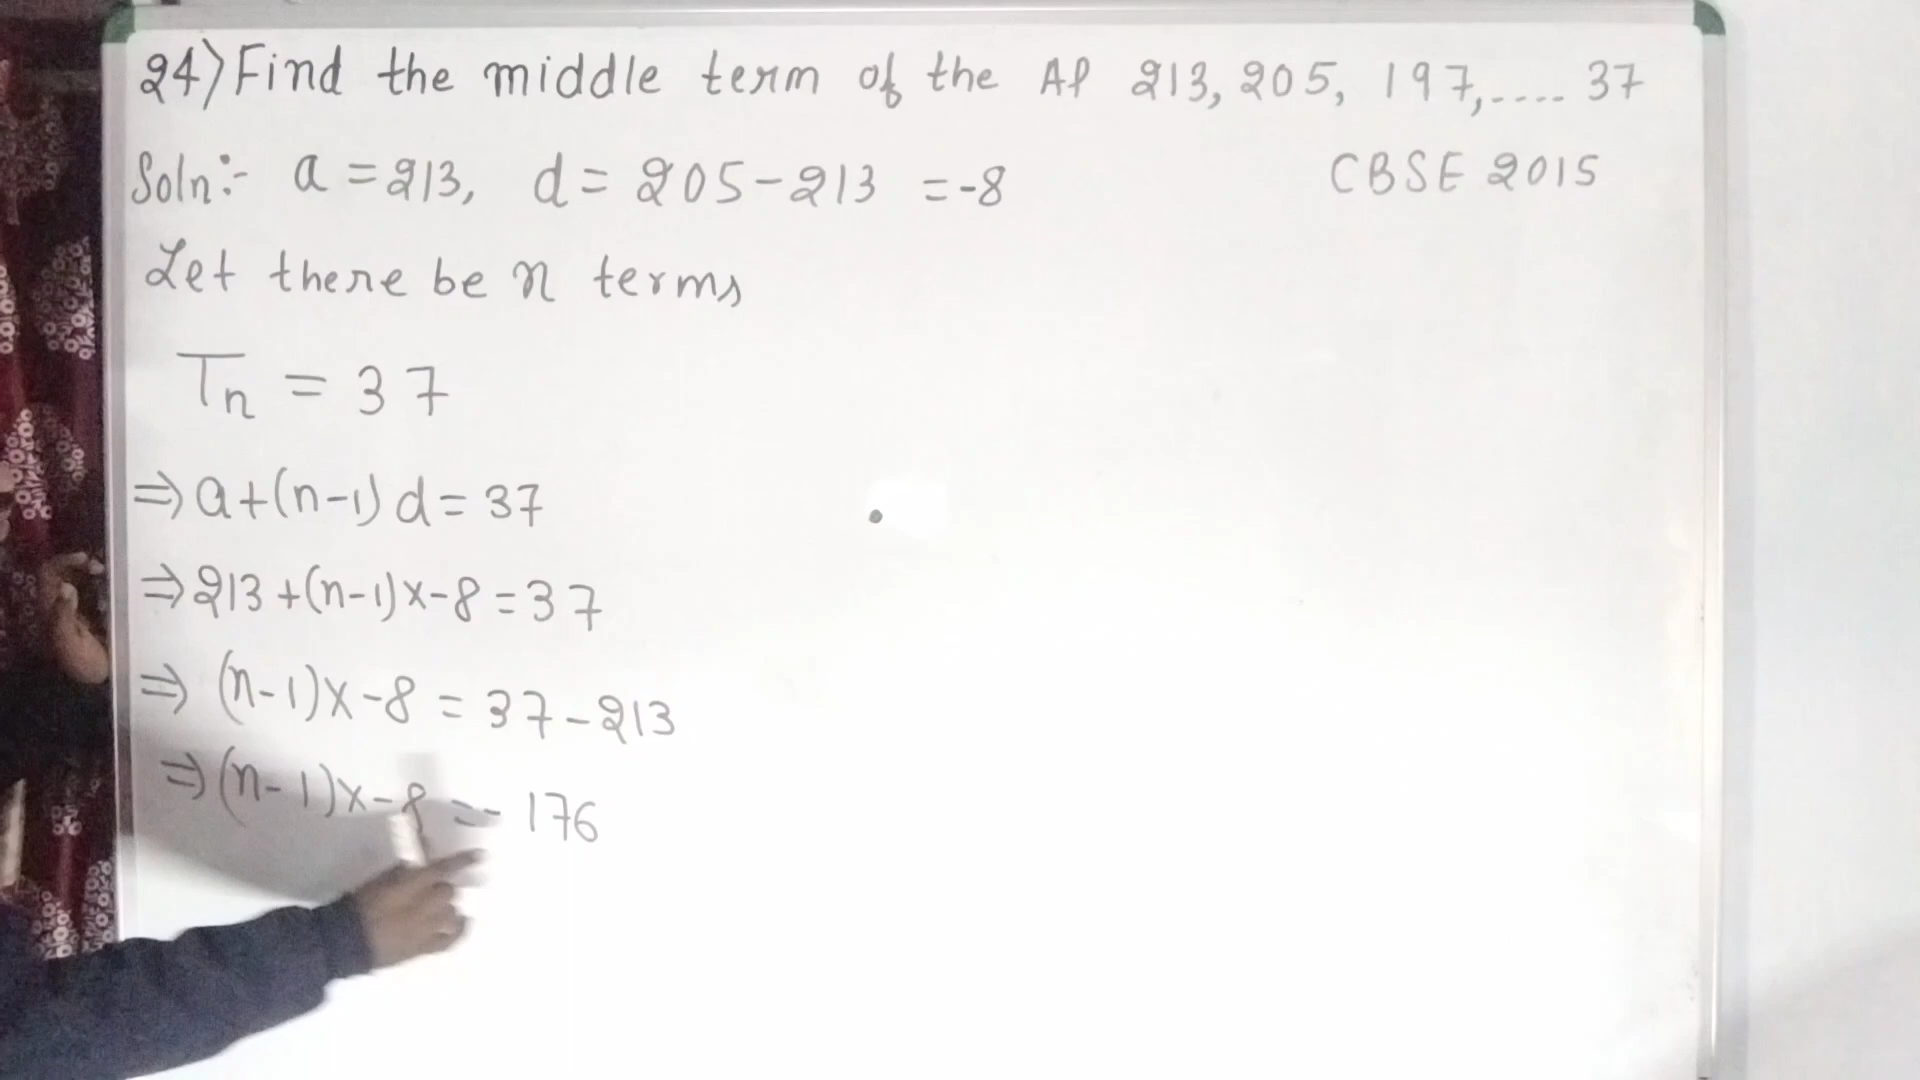 24) Find the middle term of the AP 213, 205, 197,.... 37
Soln:- a = 213, d = 205-213 = -8
CBSE 2015
Let there be n terms
Tn = 37
⇒ a+(n-1)d = 37
⇒ 213+(n-1)x-8 = 37
⇒ (n-1)x-8 = 37-213
⇒ (n-1)x-8 = -176